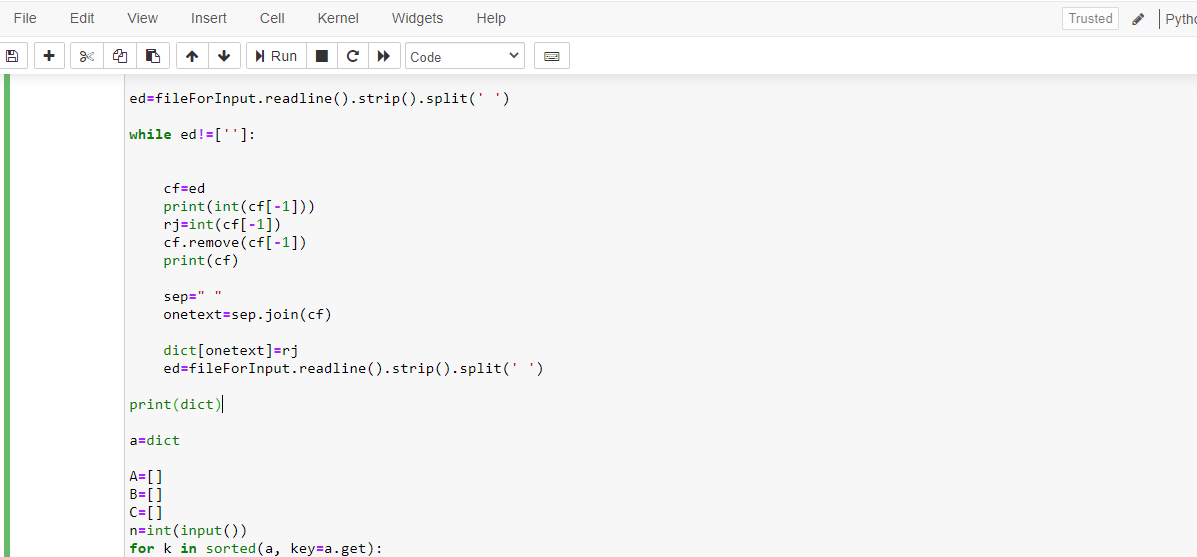 File Edit View Insert Cell Kernel Widgets Help Trusted
Run Code
ed=fileForInput.readline().strip().split(' ')
while ed!=['']:
cf=ed
print(int(cf[-1]))
rj=int(cf[-1])
cf.remove(cf[-1])
print(cf)
sep=" "
onetext=sep.join(cf)
dict[onetext]=rj
ed=fileForInput.readline().strip().split(' ')
print(dict)
a=dict
A=[]
B=[]
C=[]
n=int(input())
for k in sorted(a, key=a.get):